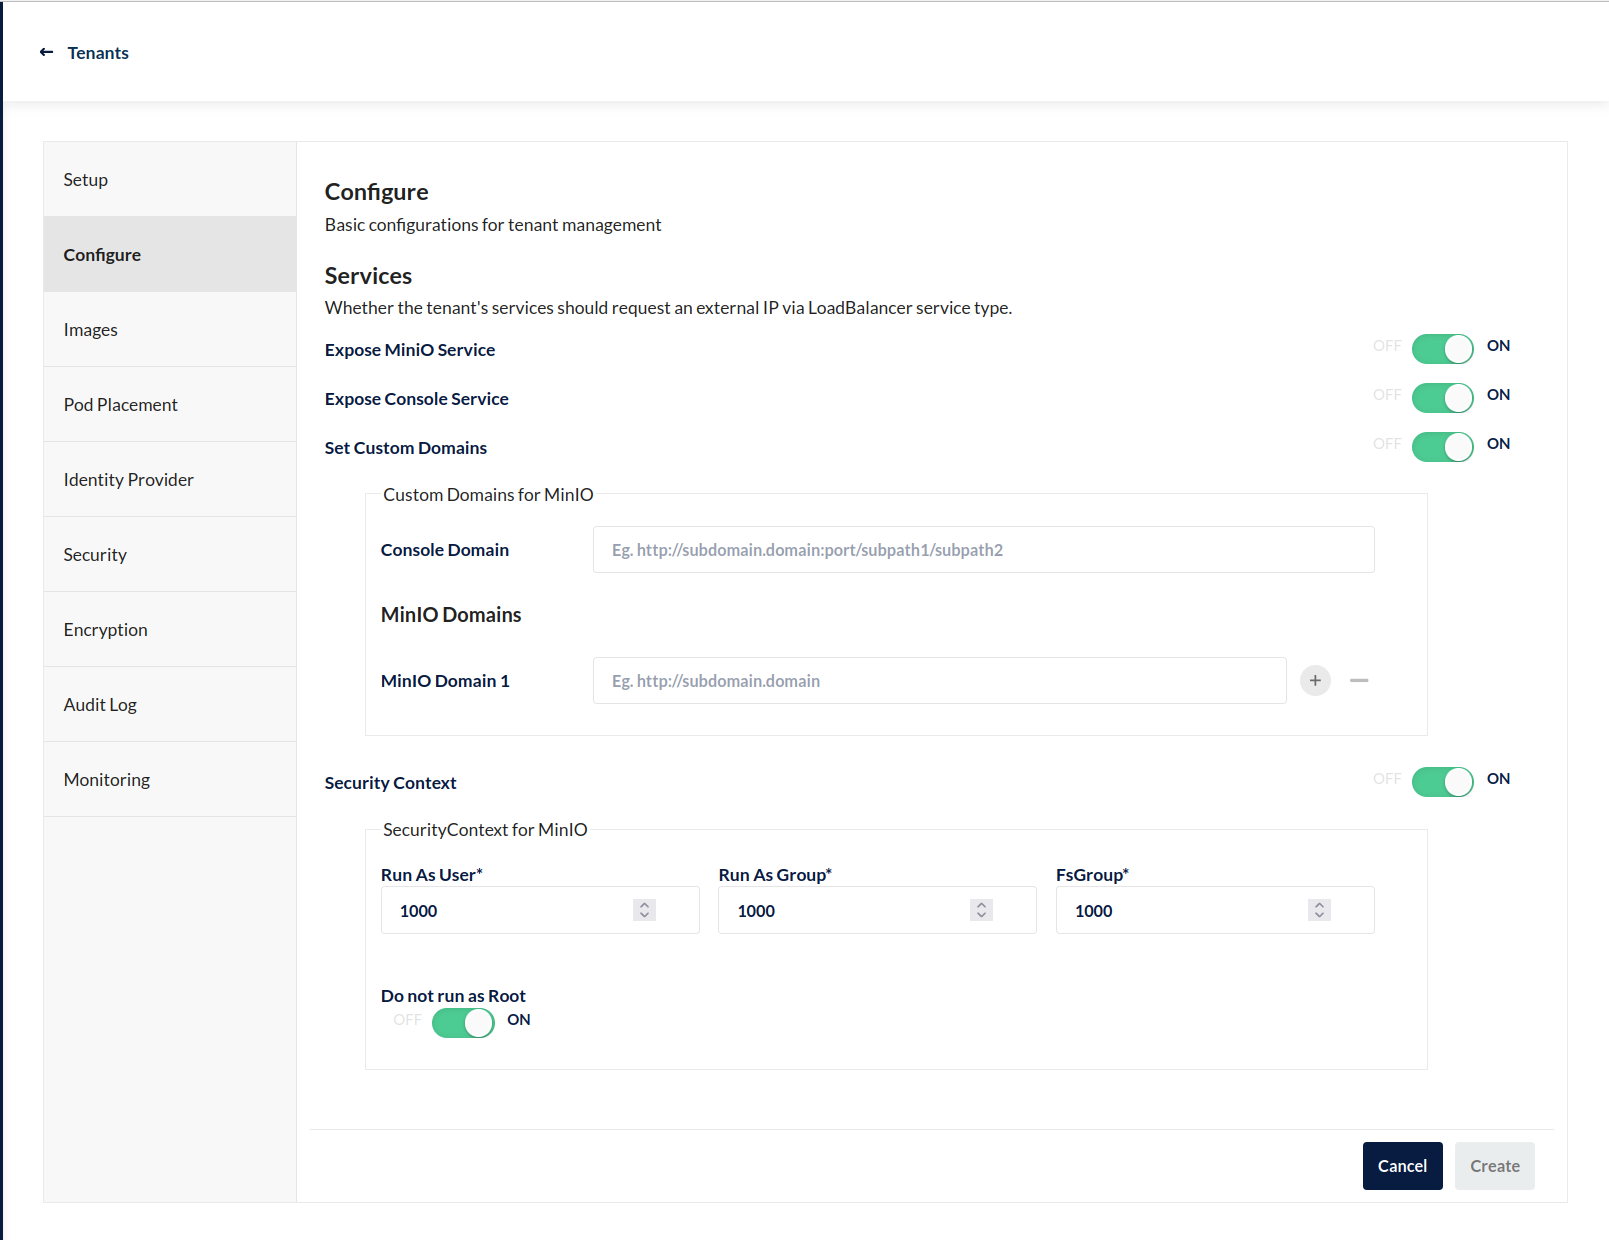 Tenants
Setup
Configure
Images
Pod Placement
Identity Provider
Security
Encryption
Audit Log
Monitoring
Configure
Basic configurations for tenant management
Services
Whether the tenant's services should request an external IP via LoadBalancer service type.
Expose MiniO Service OFF ON
Expose Console Service OFF ON
Set Custom Domains OFF ON
Custom Domains for MinIO
Console Domain Eg. http://subdomain.domain:port/subpath1/subpath2
MinIO Domains
MinIO Domain 1 Eg. http://subdomain.domain
Security Context OFF ON
SecurityContext for MinIO
Run As User* Run As Group* FsGroup*
1000 1000 1000
Do not run as Root
OFF ON
Cancel Create